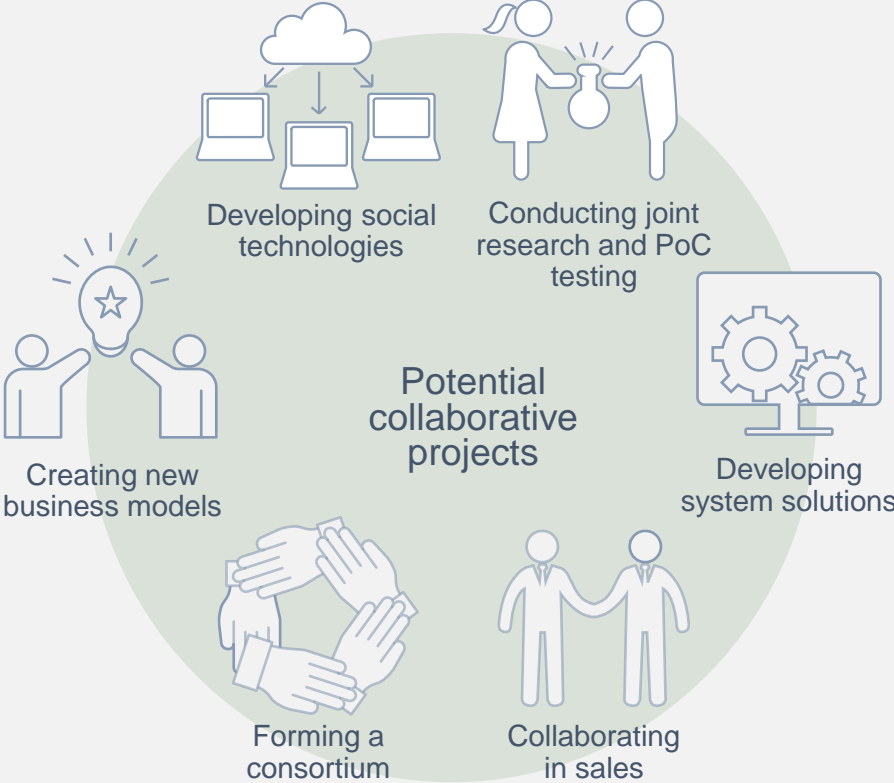 Developing social
technologies
Conducting joint
research and PoC
testing
Potential
collaborative
projects
Creating new
business models
Developing
system solutions
Forming a
consortium
Collaborating
in sales